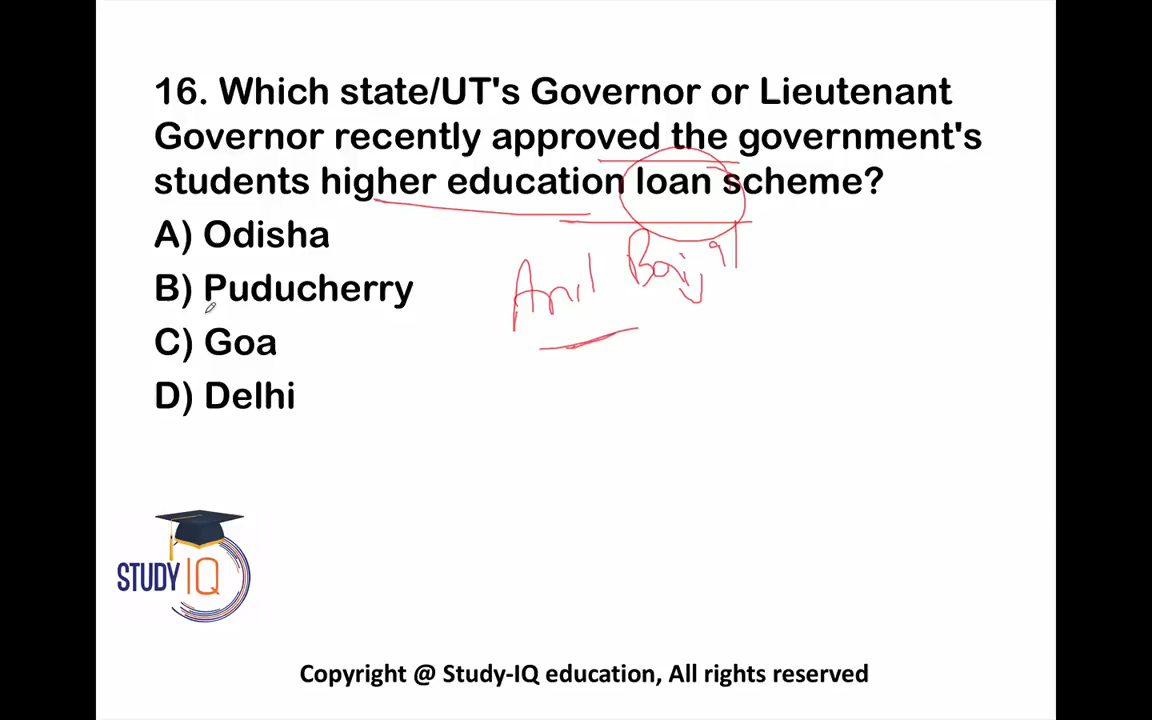 16. Which state/UT's Governor or Lieutenant
Governor recently approved the government's
students higher education loan scheme?
A) Odisha
B) Puducherry
C) Goa
D) Delhi
Anil Baijal
STUDY IQ
Copyright @ Study-IQ education, All rights reserved